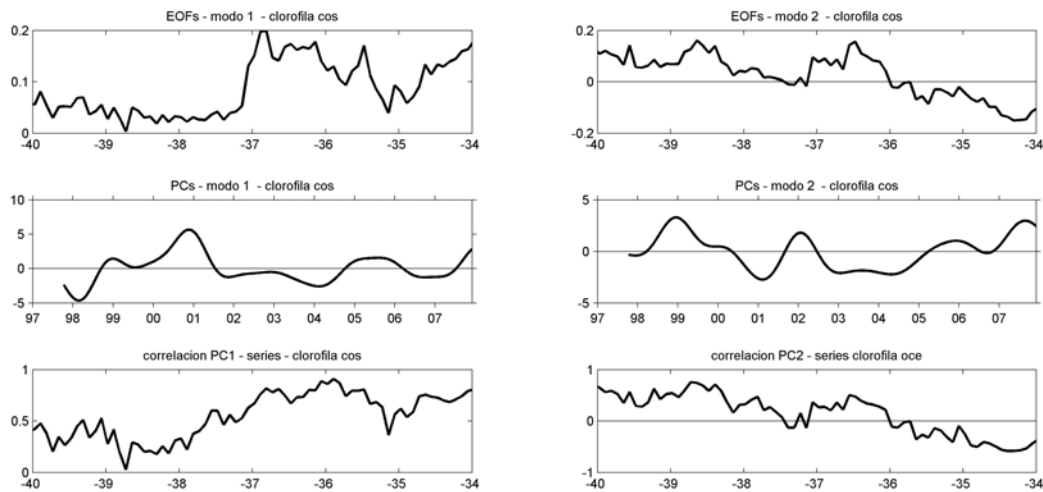 EOFs - modo 1 - clorofila cos
0.2
0.1
0
-40 -39 -38 -37 -36 -35 -34
PCs - modo 1 - clorofila cos
10
5
0
-5
97 98 99 00 01 02 03 04 05 06 07
correlacion PC1 - series - clorofila cos
1
0.5
0
-40 -39 -38 -37 -36 -35 -34
EOFs - modo 2 - clorofila cos
0.2
0
-0.2
-40 -39 -38 -37 -36 -35 -34
PCs - modo 2 - clorofila cos
5
0
-5
97 98 99 00 01 02 03 04 05 06 07
correlacion PC2 - series clorofila oce
1
0
-1
-40 -39 -38 -37 -36 -35 -34